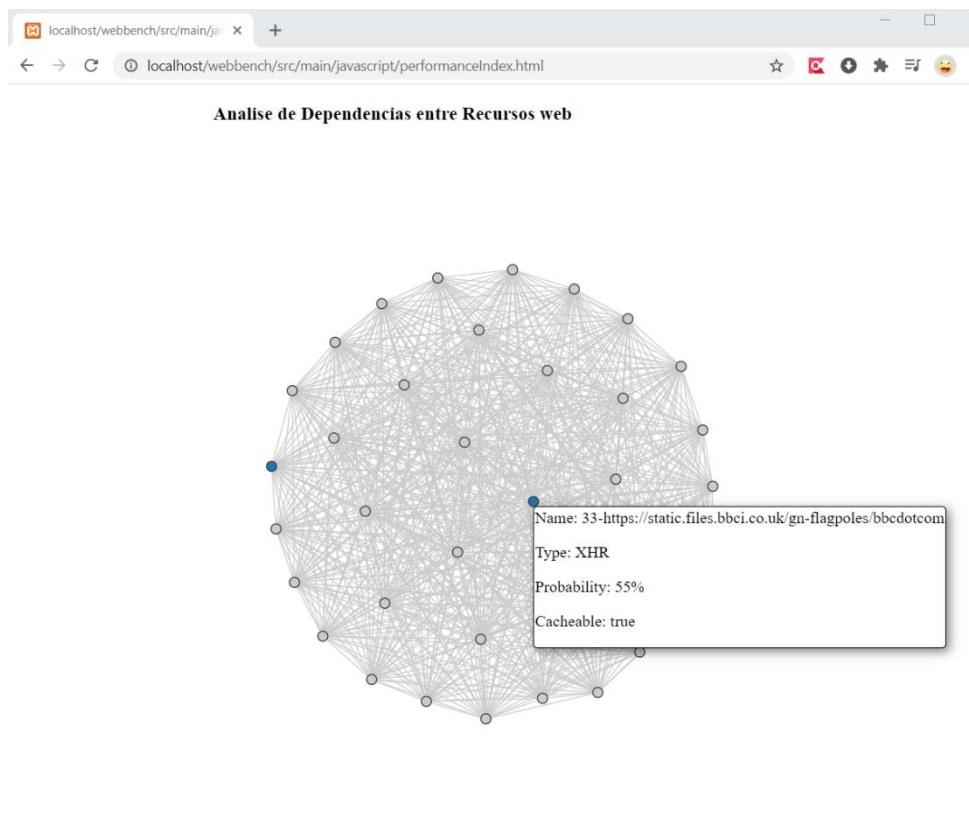 localhost/webbench/src/main/ja
localhost/webbench/src/main/javascript/performanceIndex.html
Analise de Dependencias entre Recursos web
Name: 33-https://static.files.bbci.co.uk/gn-flagpoles/bbcdotcom
Type: XHR
Probability: 55%
Cacheable: true